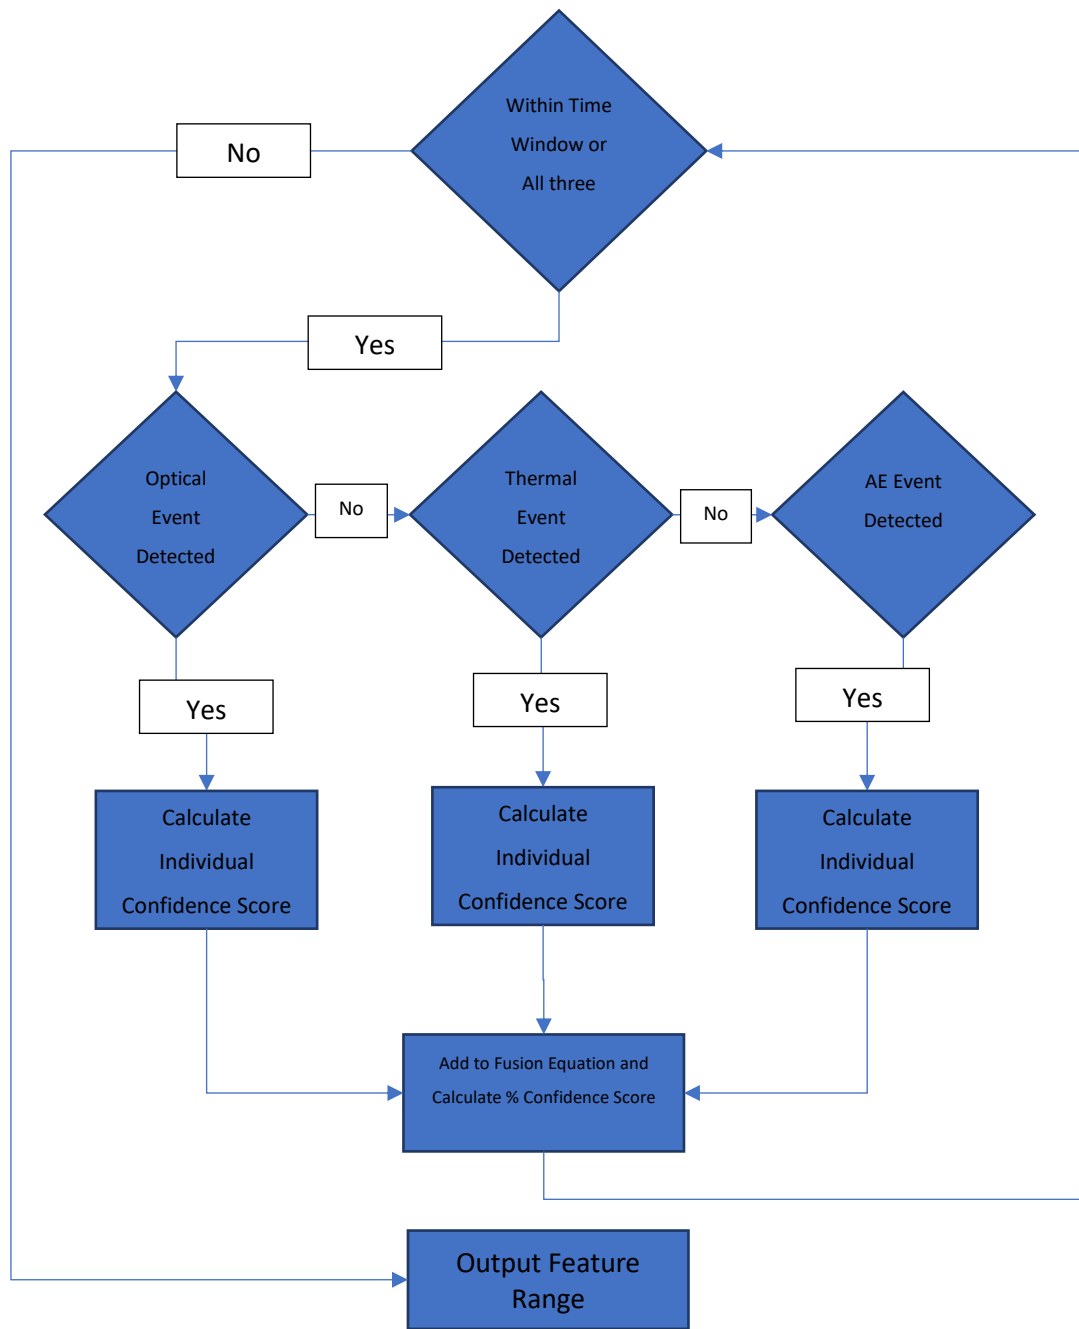 Within Time
Window or
All three
No
Yes
Optical
Event
Detected
No
Thermal
Event
Detected
No
AE Event
Detected
Yes
Yes
Yes
Calculate
Individual
Confidence Score
Calculate
Individual
Confidence Score
Calculate
Individual
Confidence Score
Add to Fusion Equation and
Calculate % Confidence Score
Output Feature
Range